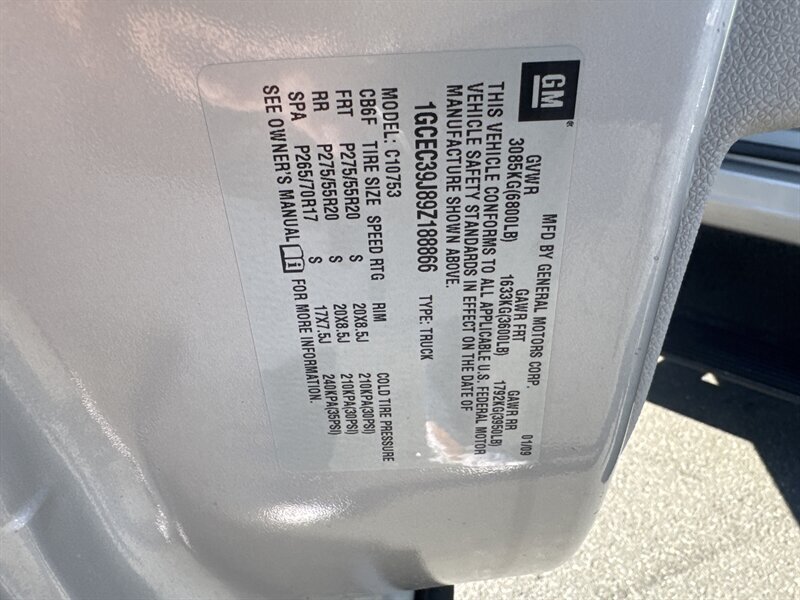 GM
MFD BY GENERAL MOTORS CORP. 01/09
GVWR GAWR FRT GAWR RR
3085KG(6800LB) 1633KG(3600LB) 1792KG(3950LB)
THIS VEHICLE CONFORMS TO ALL APPLICABLE U.S. FEDERAL MOTOR
VEHICLE SAFETY STANDARDS IN EFFECT ON THE DATE OF
MANUFACTURE SHOWN ABOVE.
1GCEC39J89Z188866 TYPE: TRUCK
MODEL: C10753
CB6F TIRE SIZE SPEED RTG RIM COLD TIRE PRESSURE
FRT P275/55R20 S 20X8.5J 210KPA(30PSI)
RR P275/55R20 S 20X8.5J 210KPA(30PSI)
SPA P265/70R17 S 17X7.5J 240KPA(35PSI)
SEE OWNER'S MANUAL FOR MORE INFORMATION.